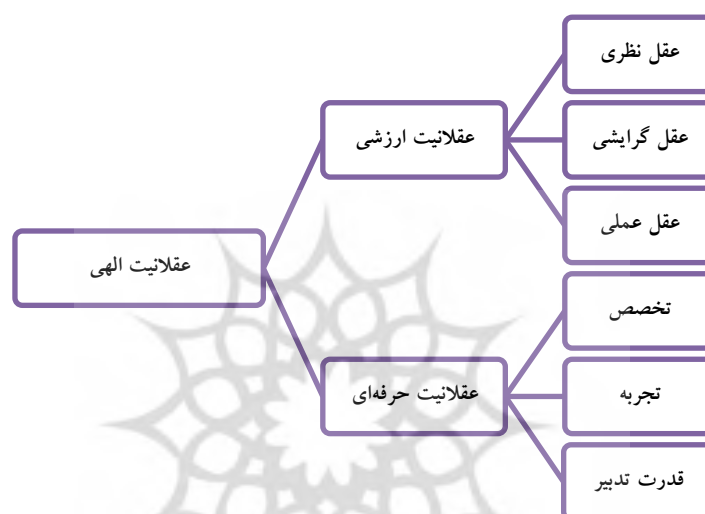 عقلانیت الهی
عقلانیت ارزشی
عقل نظری
عقل گرایشی
عقل عملی
عقلانیت حرفه‌ای
تخصص
تجربه
قدرت تدبیر